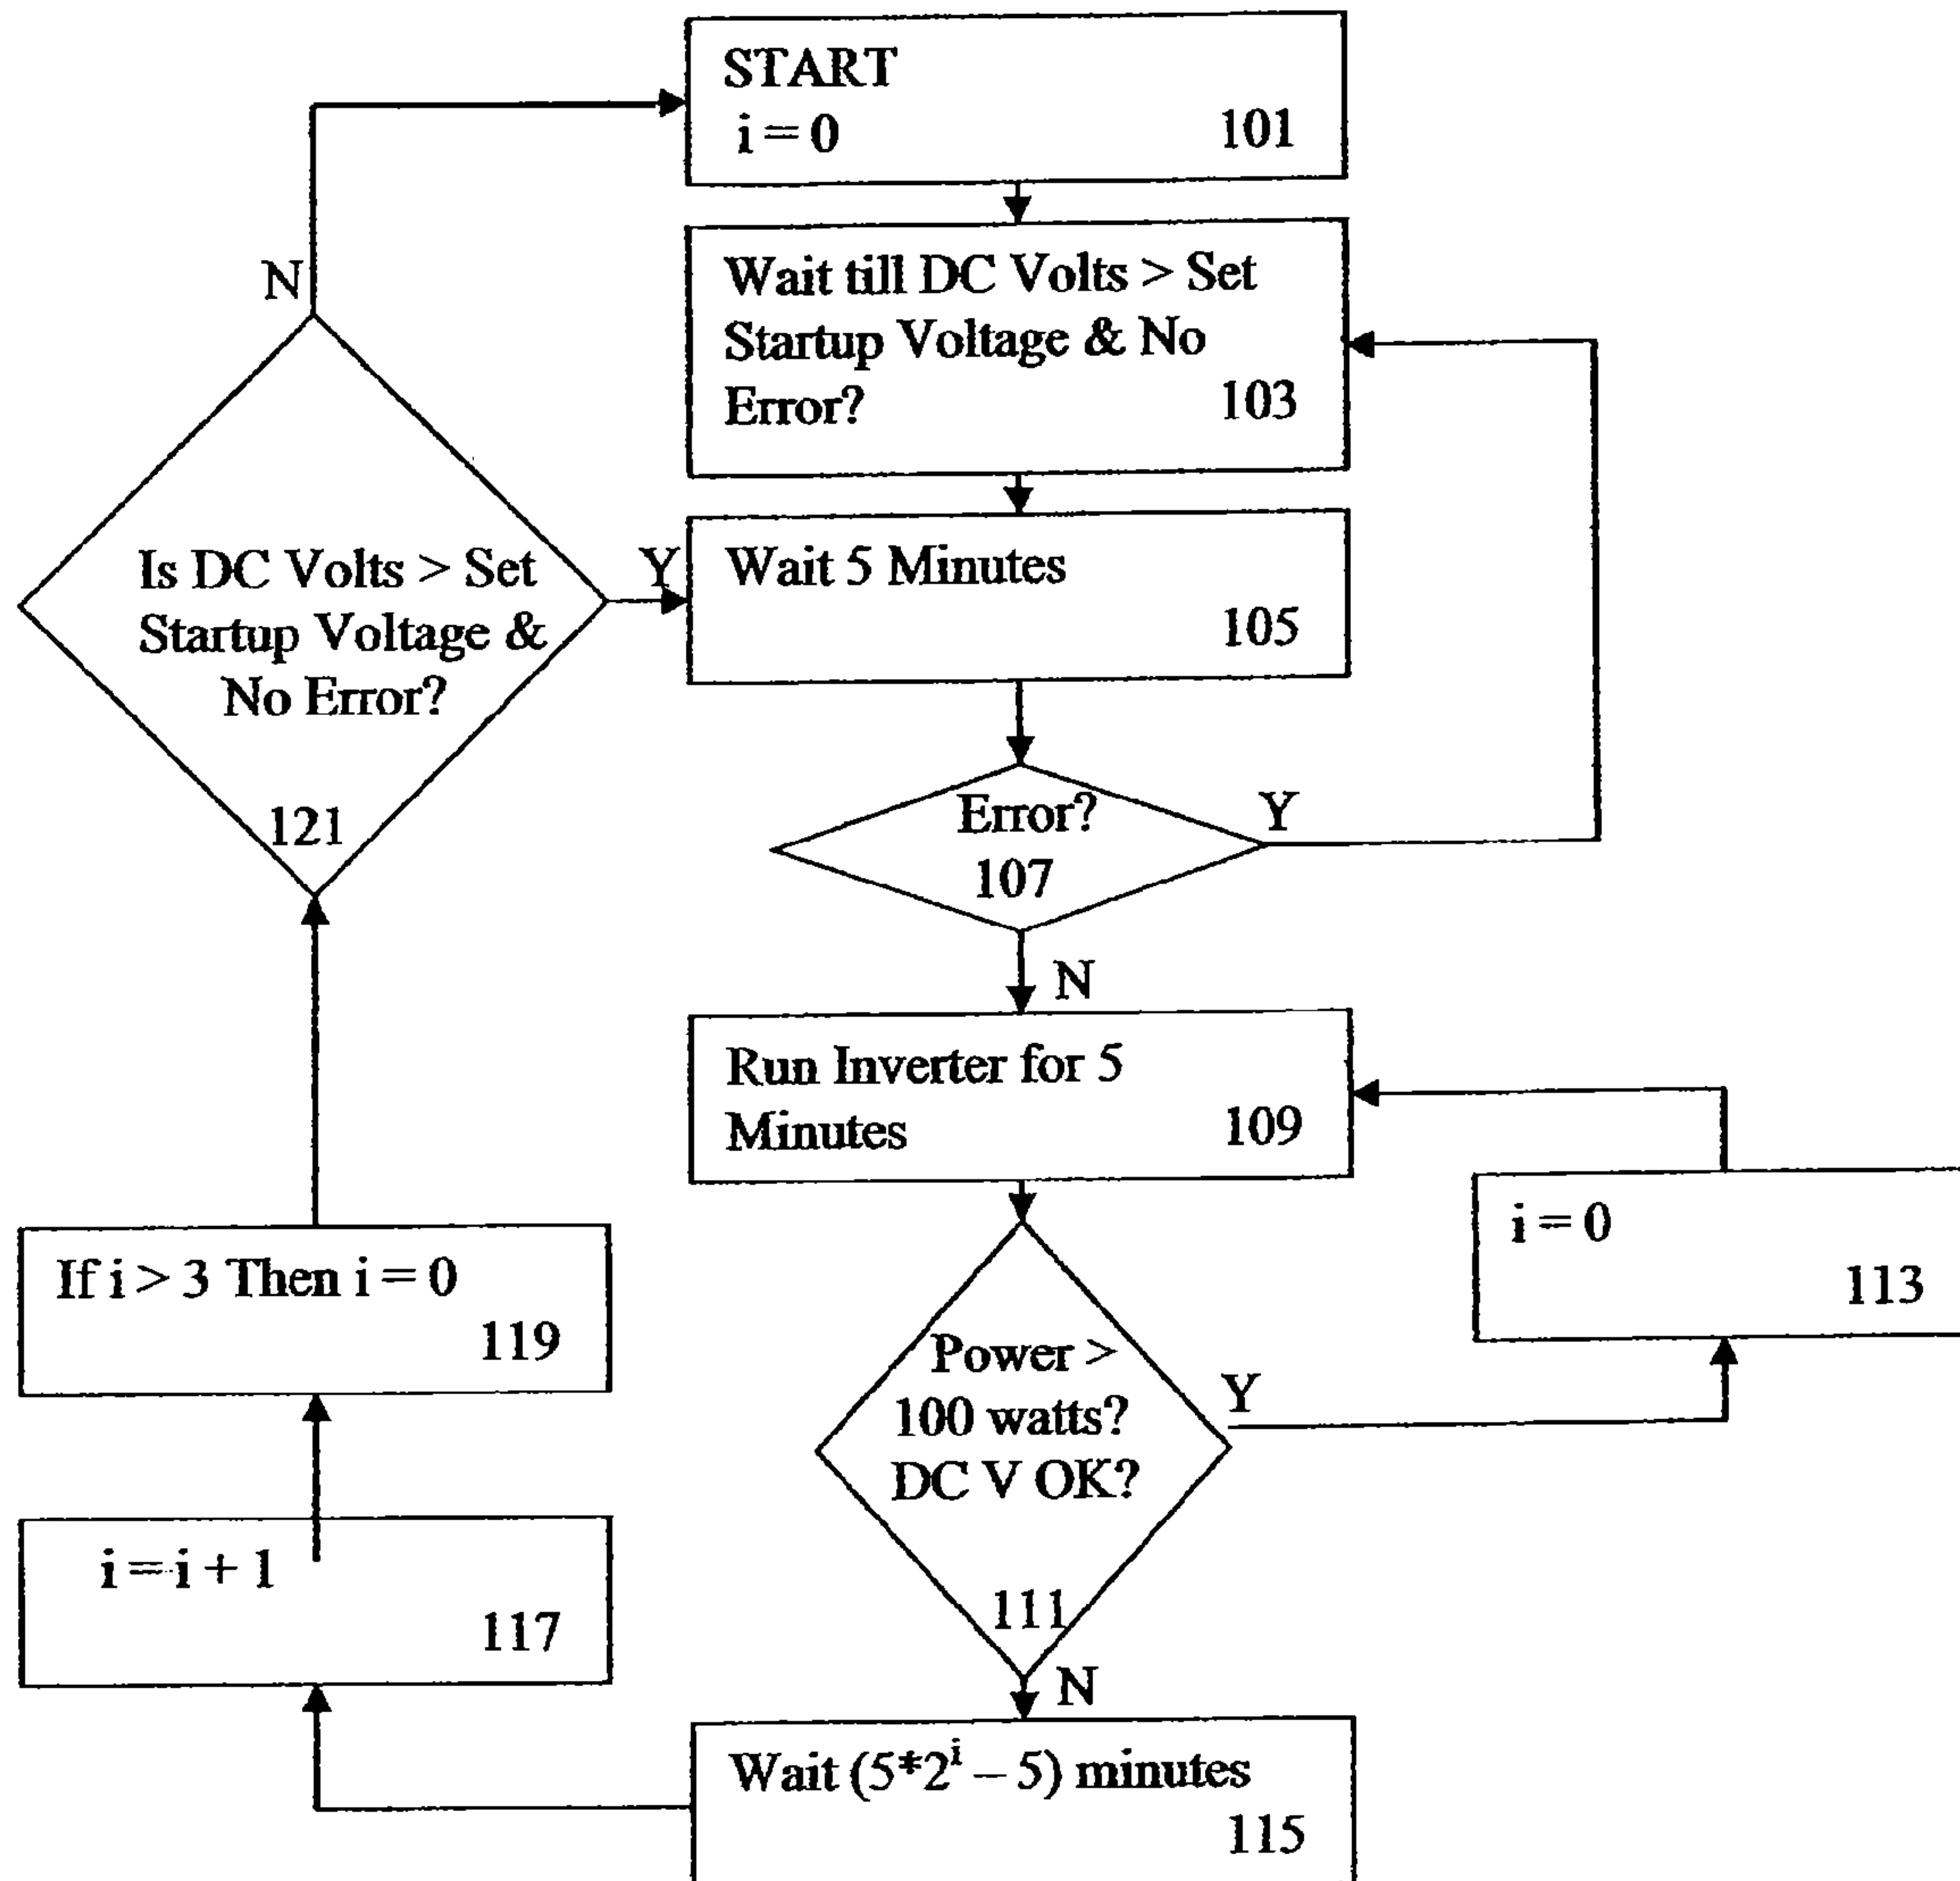 START
i = 0
101
Wait till DC Volts > Set
Startup Voltage & No
Error?
103
N
Is DC Volts > Set
Startup Voltage &
No Error?
121
Y
Wait 5 Minutes
105
Error?
107
Y
N
Run Inverter for 5
Minutes
109
i = 0
113
Power >
100 watts?
DC V OK?
111
Y
N
Wait (5*2^i – 5) minutes
115
i = i + 1
117
If i > 3 Then i = 0
119